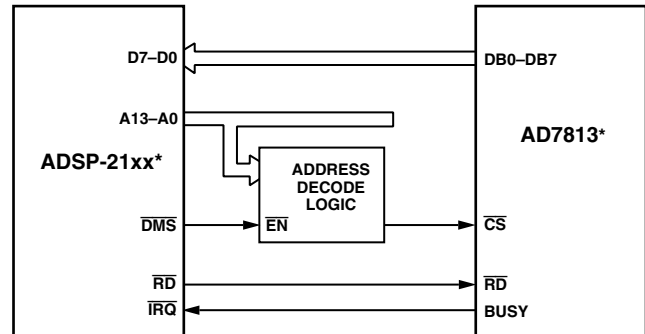 D7–D0
DB0–DB7
A13–A0
ADSP-21xx*
AD7813*
ADDRESS
DECODE
LOGIC
DMS
EN
CS
RD
RD
IRQ
BUSY